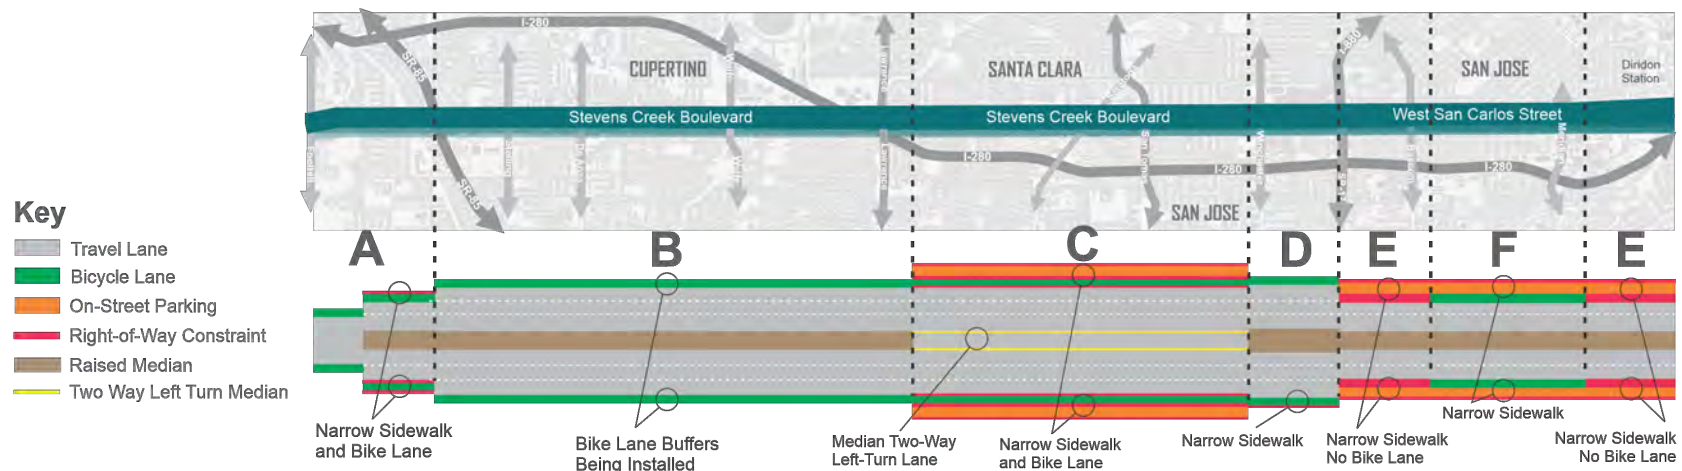 I-280
I-880
SR-85
CUPERTINO
SANTA CLARA
SAN JOSE
Diridon
Station
Stevens Creek Boulevard
Stevens Creek Boulevard
West San Carlos Street
I-280
I-280
I-280
SR-85
SAN JOSE
Key
Travel Lane
Bicycle Lane
On-Street Parking
Right-of-Way Constraint
Raised Median
Two Way Left Turn Median
A
B
C
D
E
F
E
Narrow Sidewalk
and Bike Lane
Bike Lane Buffers
Being Installed
Median Two-Way
Left-Turn Lane
Narrow Sidewalk
and Bike Lane
Narrow Sidewalk
Narrow Sidewalk
No Bike Lane
Narrow Sidewalk
Narrow Sidewalk
No Bike Lane